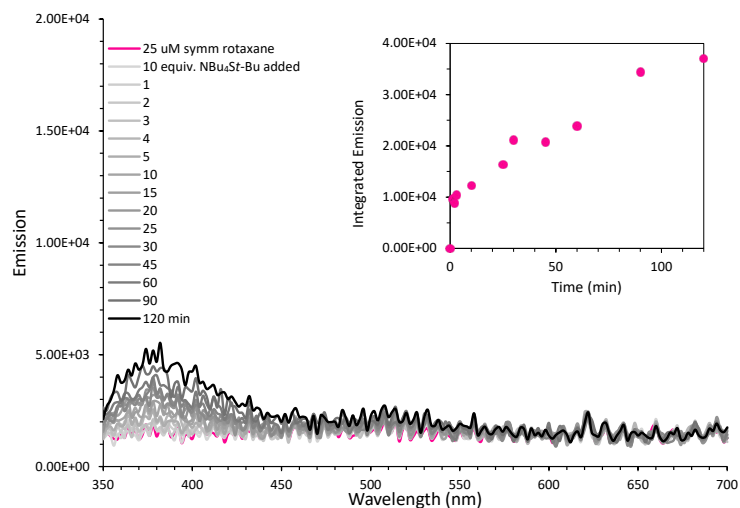 2.00E+04
1.50E+04
1.00E+04
5.00E+03
0.00E+00
Emission
350
400
450
500
550
600
650
700
Wavelength (nm)
25 uM symm rotaxane
10 equiv. NBu₄St-Bu added
1
2
3
4
5
10
15
20
25
30
45
60
90
120 min
4.00E+04
3.00E+04
2.00E+04
1.00E+04
0.00E+00
Integrated Emission
0
50
100
Time (min)